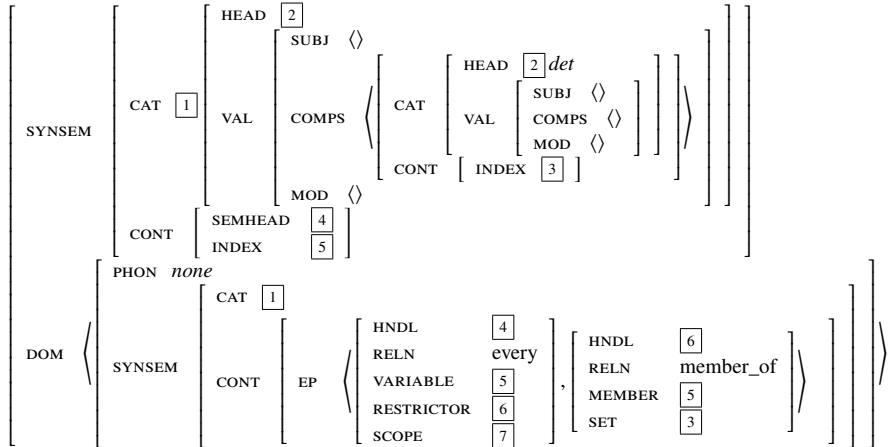 HEAD 2
SUBJ ⟨⟩
HEAD 2 det
SUBJ ⟨⟩
CAT 1 VAL COMPS ⟨ CAT VAL COMPS ⟨⟩ ⟩
MOD ⟨⟩
SYNSEM
CONT [ INDEX 3 ]
MOD ⟨⟩
SEMHEAD 4
CONT
INDEX 5
PHON none
CAT 1
HNDL 4
HNDL 6
RELN every
RELN member_of
DOM ⟨ SYNSEM CONT EP ⟨ VARIABLE 5 , MEMBER 5 ⟩ ⟩
RESTRICTOR 6
SET 3
SCOPE 7